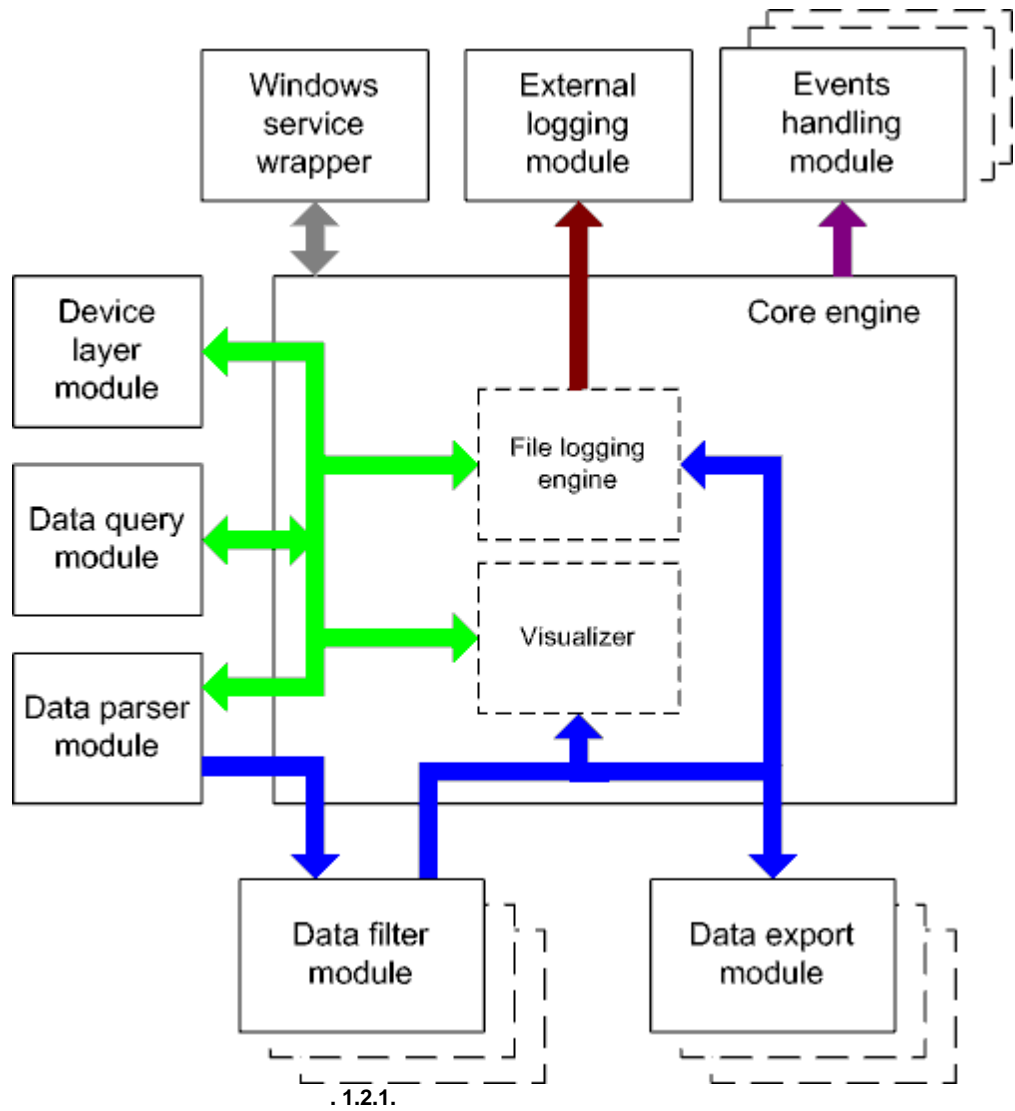 Windows
service
wrapper
External
logging
module
Events
handling
module
Device
layer
module
Core engine
File logging
engine
Data query
module
Visualizer
Data parser
module
Data filter
module
Data export
module
. 1.2.1.